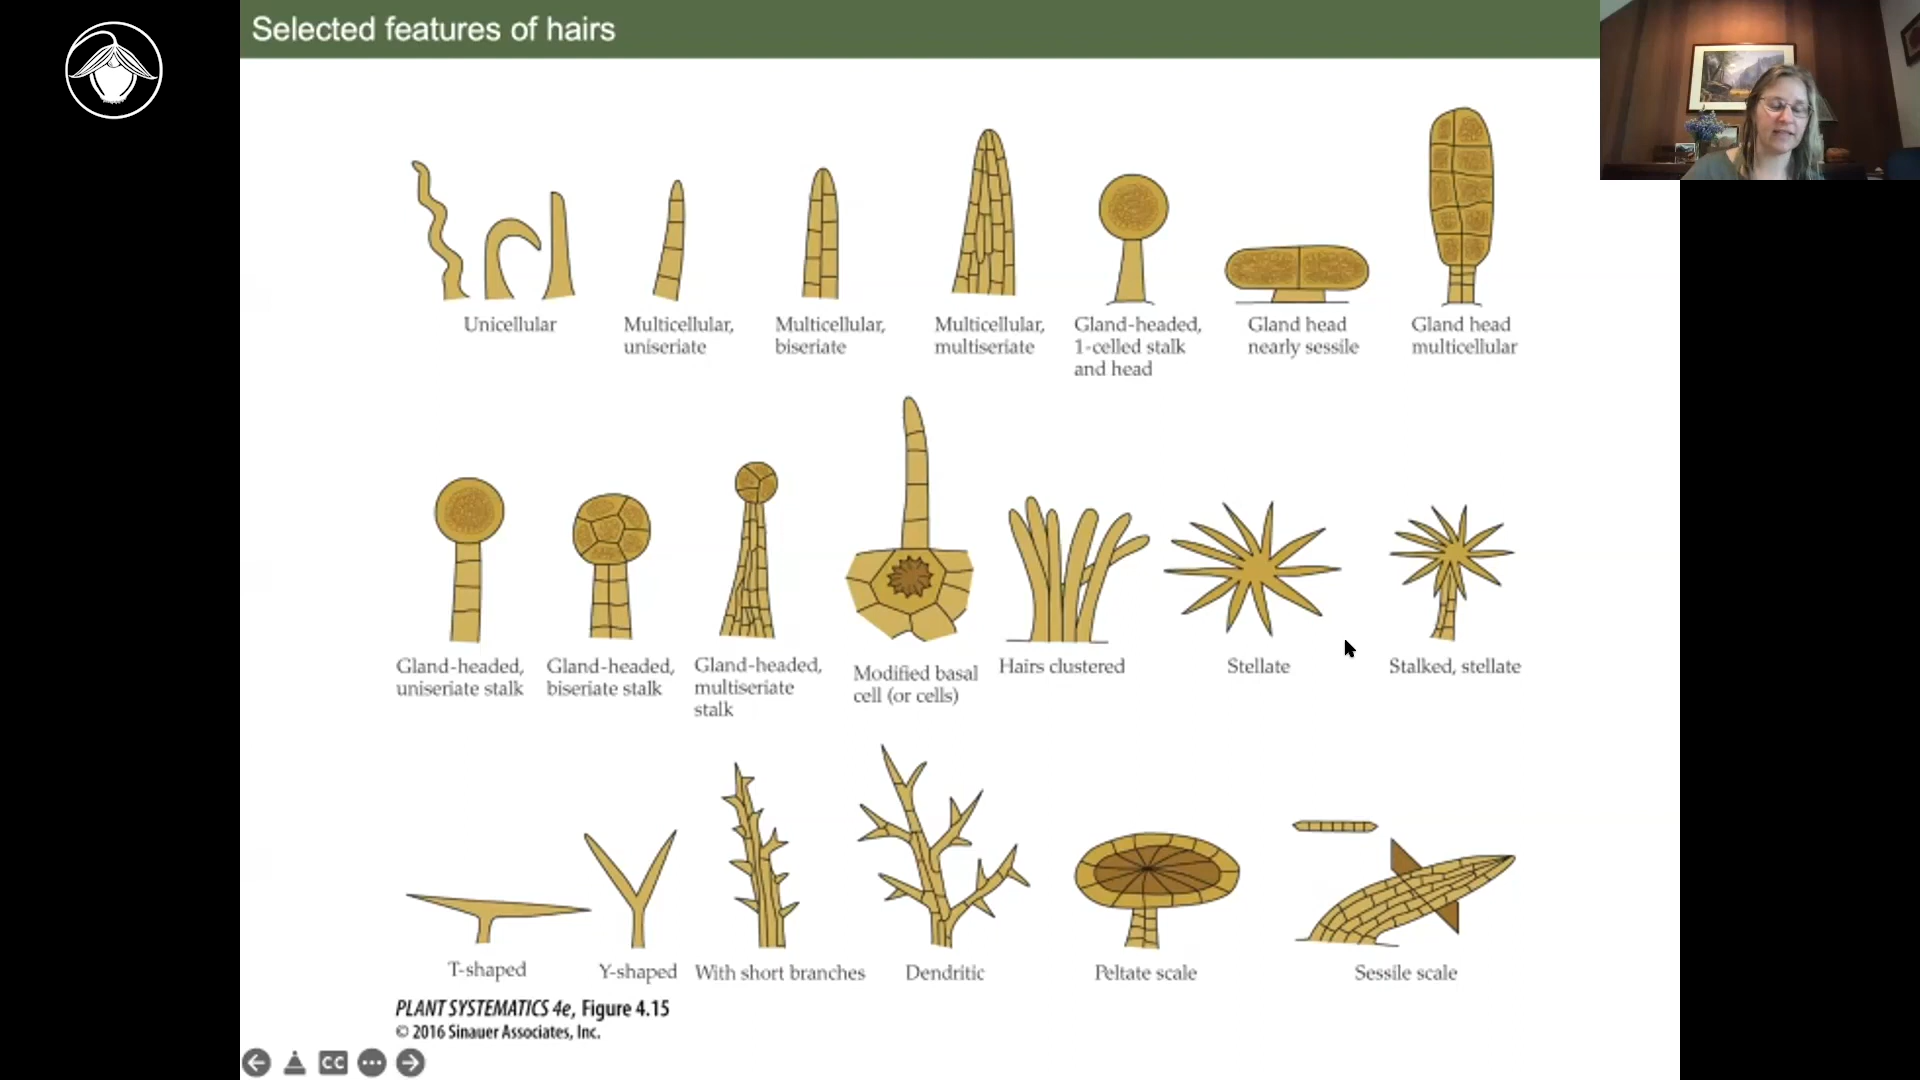 Selected features of hairs
Unicellular
Multicellular,
uniseriate
Multicellular,
biseriate
Multicellular,
multiseriate
Gland-headed,
1-celled stalk
and head
Gland head
nearly sessile
Gland head
multicellular
Gland-headed,
uniseriate stalk
Gland-headed,
biseriate stalk
Gland-headed,
multiseriate
stalk
Modified basal
cell (or cells)
Hairs clustered
Stellate
Stalked, stellate
T-shaped
Y-shaped
With short branches
Dendritic
Peltate scale
Sessile scale
PLANT SYSTEMATICS 4e, Figure 4.15
© 2016 Sinauer Associates, Inc.
CC